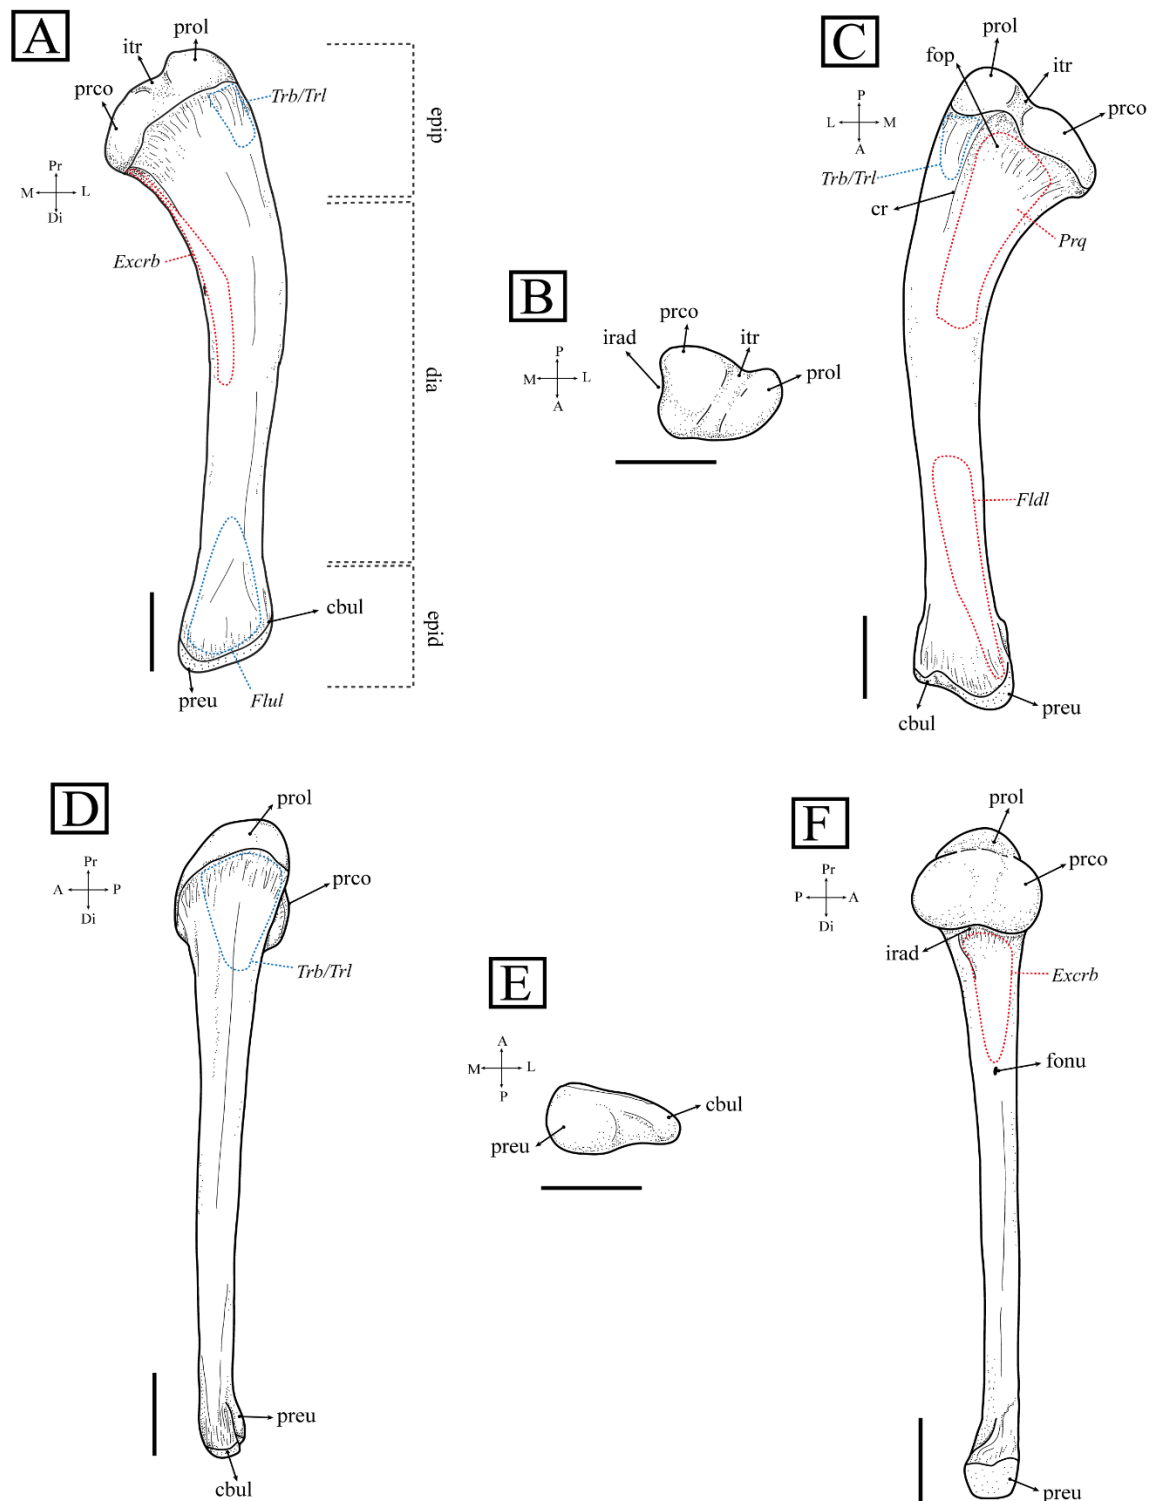 A
prol
itr
prco
Trb/Trl
epip
Pr
M L
Di
Excrb
dia
epid
cbul
preu
Flul
B
prco
irad
itr
prol
P
M L
A
C
prol
fop
itr
prco
P
L M
A
Trb/Trl
cr
Prq
Fldl
cbul
preu
D
prol
Pr
A P
Di
prco
Trb/Trl
preu
cbul
E
A
M L
P
cbul
preu
F
prol
Pr
P A
Di
prco
irad
Excrb
fonu
preu